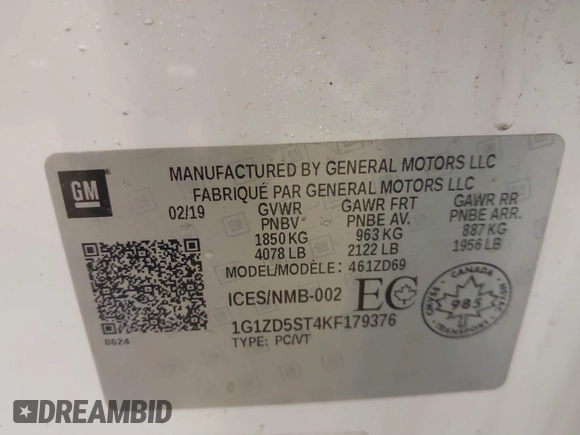 GM
MANUFACTURED BY GENERAL MOTORS LLC
FABRIQUÉ PAR GENERAL MOTORS LLC
02/19 GVWR GAWR FRT GAWR RR
PNBV PNBE AV. PNBE ARR.
1850 KG 963 KG 887 KG
4078 LB 2122 LB 1956 LB
MODEL/MODÈLE: 461ZD69
ICES/NMB-002 EC
1G1ZD5ST4KF179376
TYPE: PC/VT
8624
CANADA
CMVSS
NSVAC
985
TRANSPORT
DREAMBID